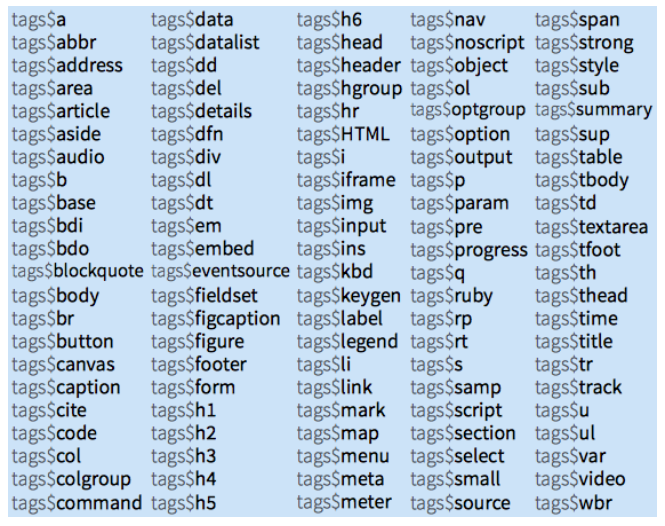 tags$a tags$data tags$h6 tags$nav tags$span
tags$abbr tags$datalist tags$head tags$noscript tags$strong
tags$address tags$dd tags$header tags$object tags$style
tags$area tags$del tags$hgroup tags$ol tags$sub
tags$article tags$details tags$hr tags$optgroup tags$summary
tags$aside tags$dfn tags$HTML tags$option tags$sup
tags$audio tags$div tags$i tags$output tags$table
tags$b tags$dl tags$iframe tags$p tags$tbody
tags$base tags$dt tags$img tags$param tags$td
tags$bdi tags$em tags$input tags$pre tags$textarea
tags$bdo tags$embed tags$ins tags$progress tags$tfoot
tags$blockquote tags$eventsource tags$kbd tags$q tags$th
tags$body tags$fieldset tags$keygen tags$ruby tags$thead
tags$br tags$figcaption tags$label tags$rp tags$time
tags$button tags$figure tags$legend tags$rt tags$title
tags$canvas tags$footer tags$li tags$s tags$tr
tags$caption tags$form tags$link tags$samp tags$track
tags$cite tags$h1 tags$mark tags$script tags$u
tags$code tags$h2 tags$map tags$section tags$ul
tags$col tags$h3 tags$menu tags$select tags$var
tags$colgroup tags$h4 tags$meta tags$small tags$video
tags$command tags$h5 tags$meter tags$source tags$wbr